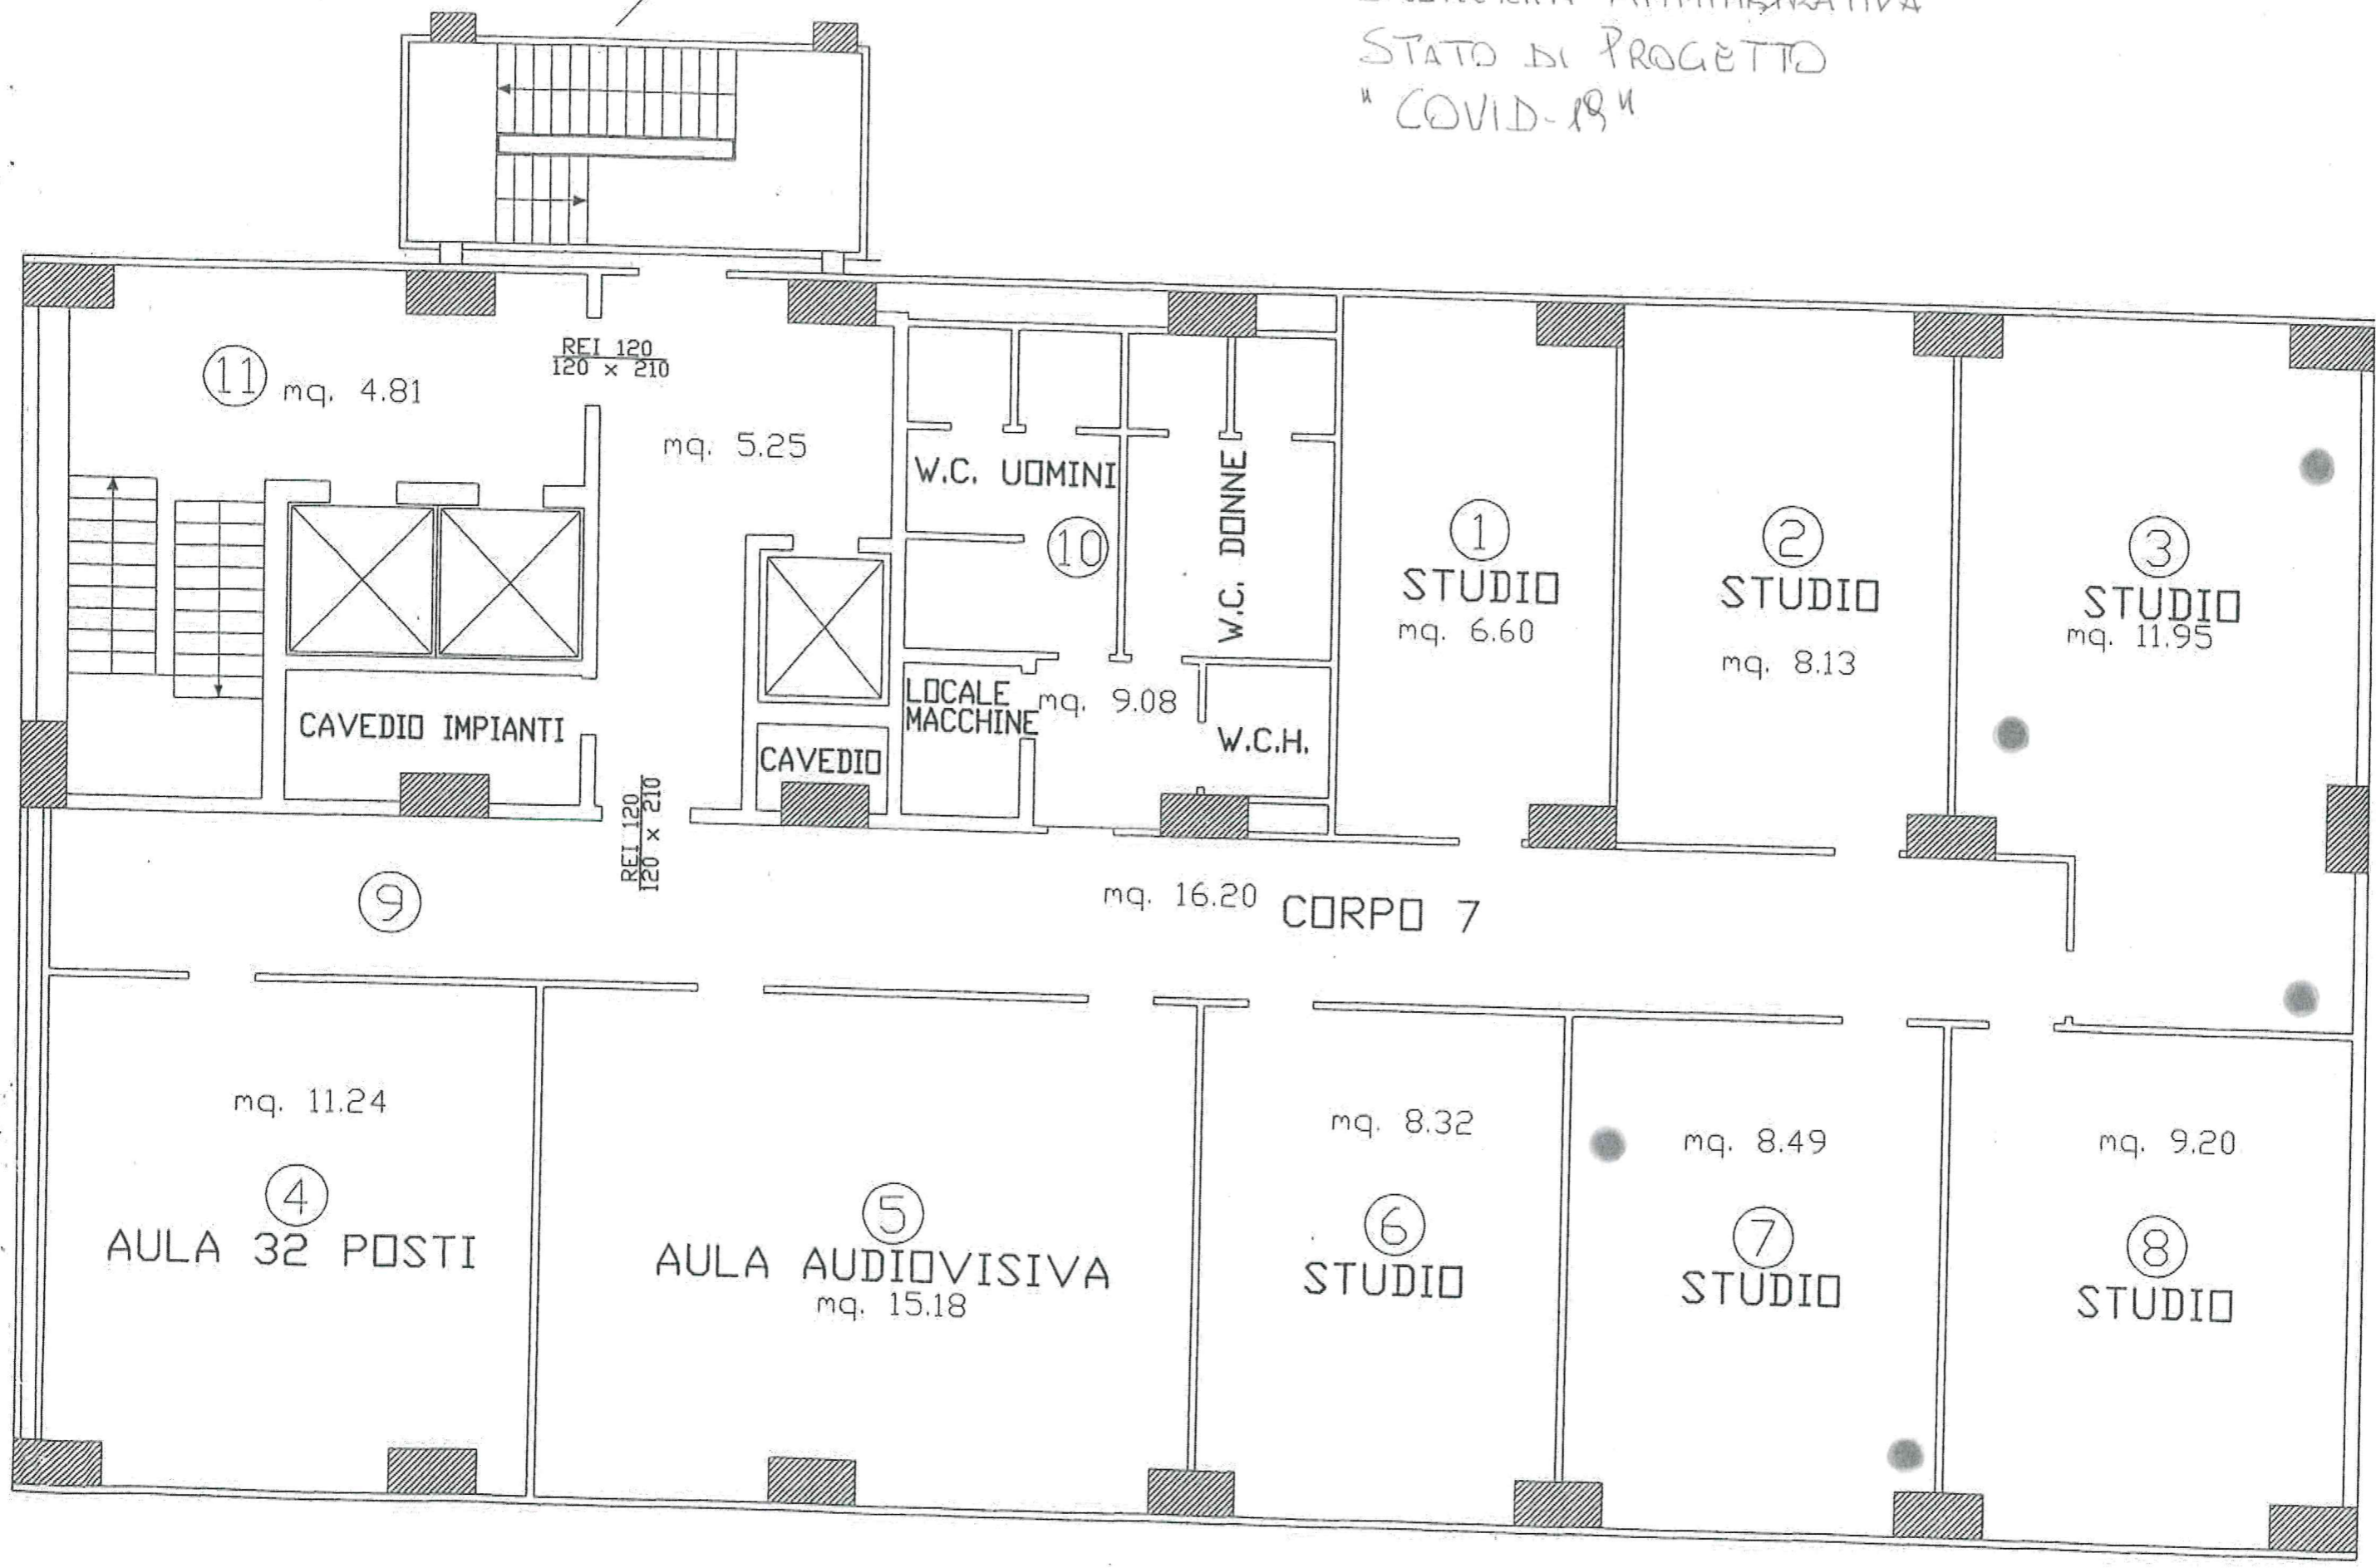 STATO DI PROGETTO
"COVID-19"
REI 120
120 x 210
11
mq. 4.81
mq. 5.25
W.C. UOMINI
10
W.C. DONNE
1
STUDIO
mq. 6.60
2
STUDIO
mq. 8.13
3
STUDIO
mq. 11.95
CAVEDIO IMPIANTI
CAVEDIO
LOCALE
MACCHINE
mq. 9.08
W.C.H.
REI 120
120 x 210
9
mq. 16.20
CORPO 7
mq. 11.24
4
AULA 32 POSTI
5
AULA AUDIOVISIVA
mq. 15.18
mq. 8.32
6
STUDIO
mq. 8.49
7
STUDIO
mq. 9.20
8
STUDIO